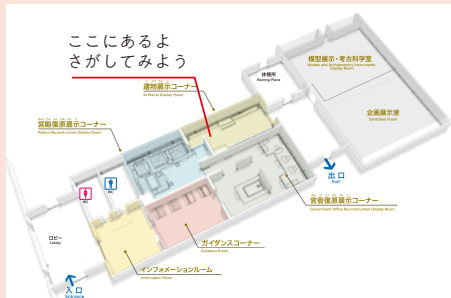 ここにあるよ
さがしてみよう
遺物展示コーナー
Artifacts Display Room
宮殿復原展示コーナー
Palace Reconstruction Display Room
休憩所
Resting Place
模型展示・考古科学室
Models and Archaeometry Instruments
Display Room
企画展示室
Exhibition Room
WC
WC
出口
Exit
官衙復原展示コーナー
Government Office Reconstruction Display Room
ロビー
Lobby
ガイダンスコーナー
Guidance Room
インフォメーションルーム
Information Room
入口
Entrance